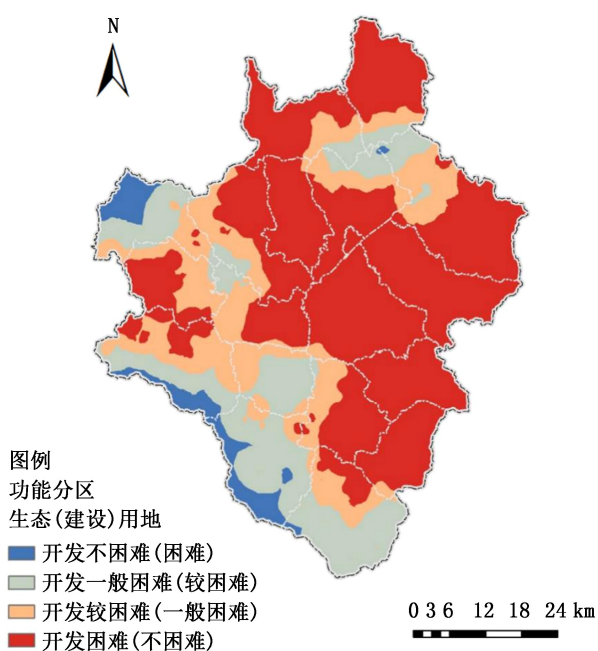 N
图例
功能分区
生态(建设)用地
开发不困难(困难)
开发一般困难(较困难)
开发较困难(一般困难)
开发困难(不困难)
0 3 6 12 18 24 km